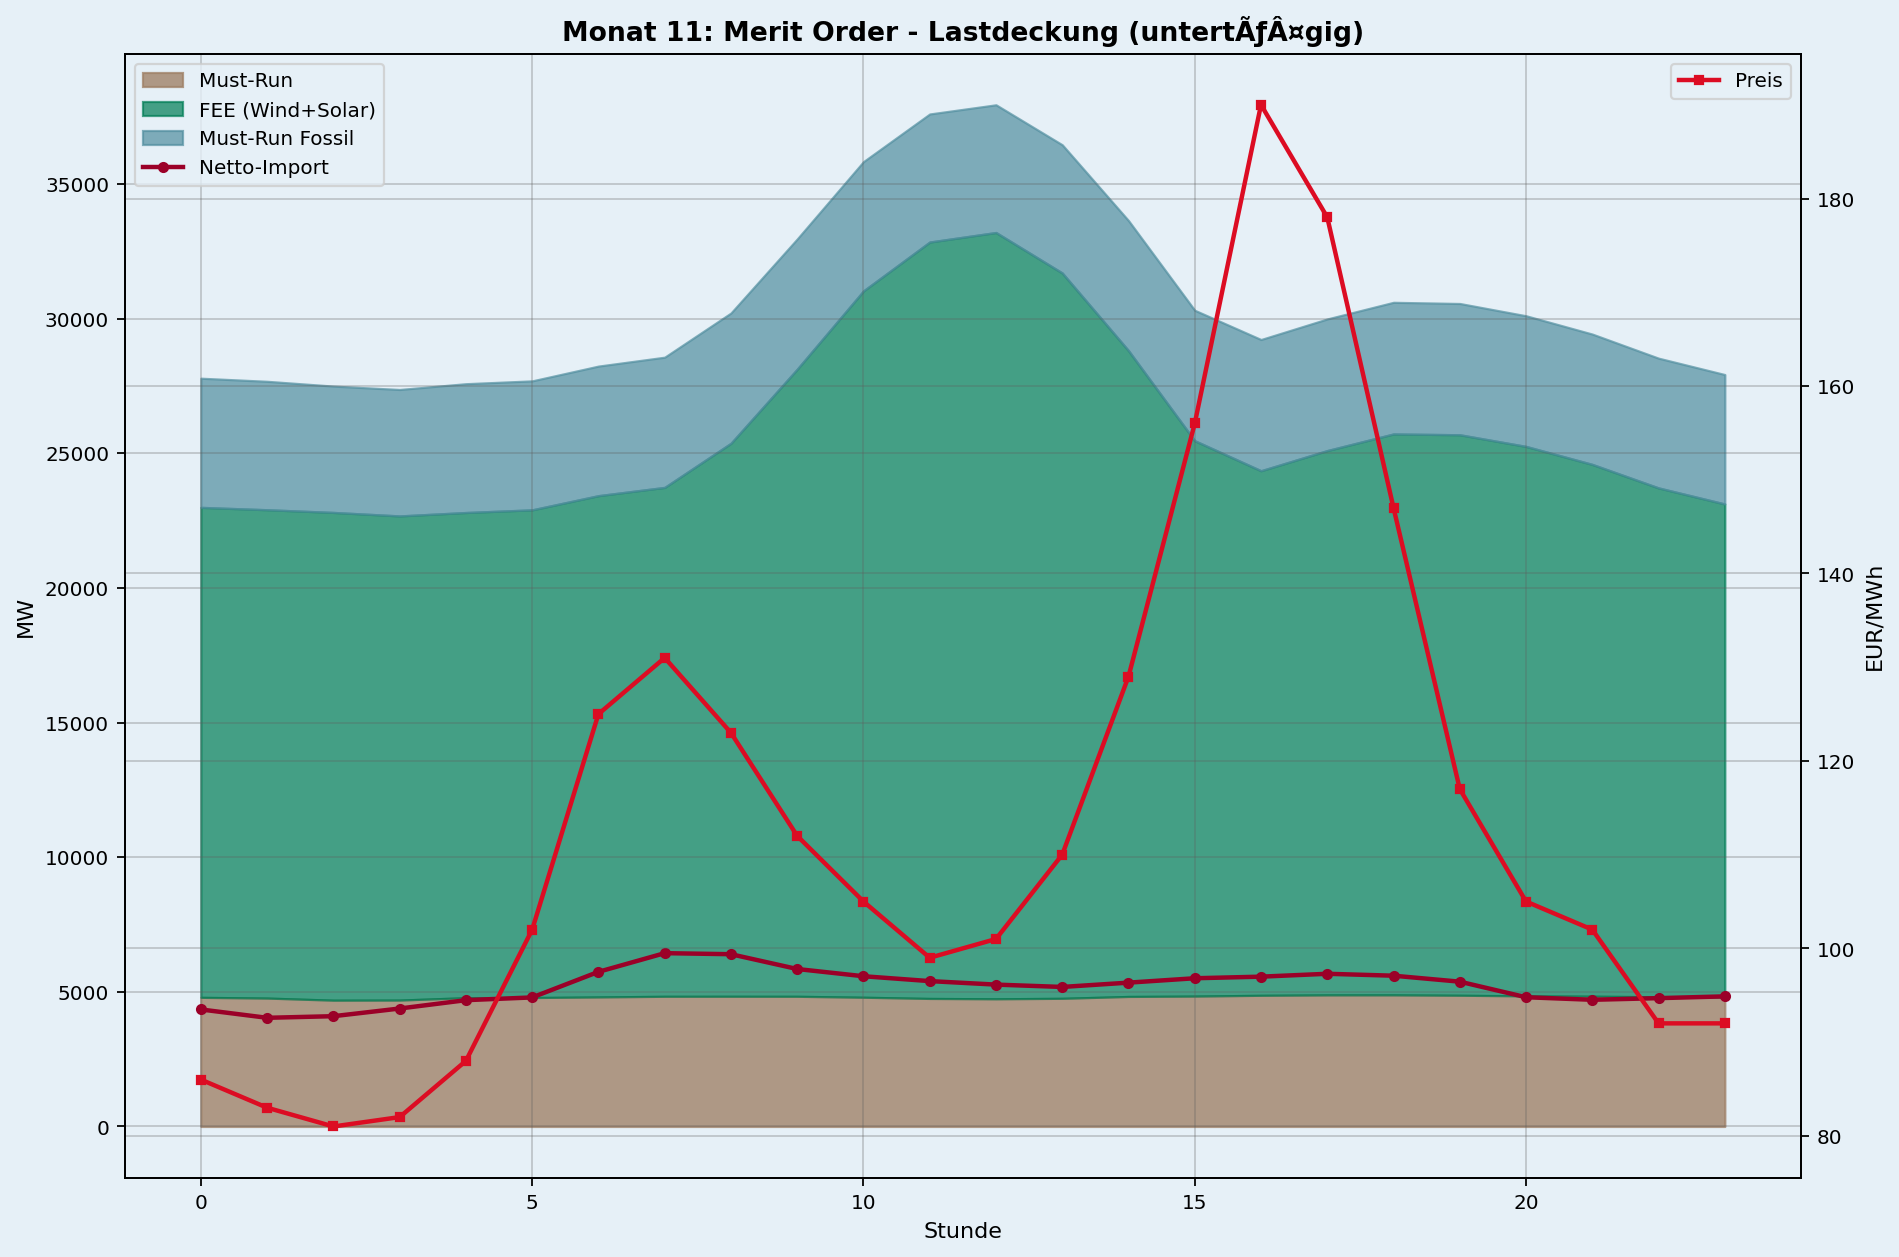 Monat 11: Merit Order - Lastdeckung (untertÃƒÂ¤gig)
Must-Run
FEE (Wind+Solar)
Must-Run Fossil
Netto-Import
Preis
MW
35000
30000
25000
20000
15000
10000
5000
0
180
160
140
120
100
80
EUR/MWh
0
5
10
15
20
Stunde